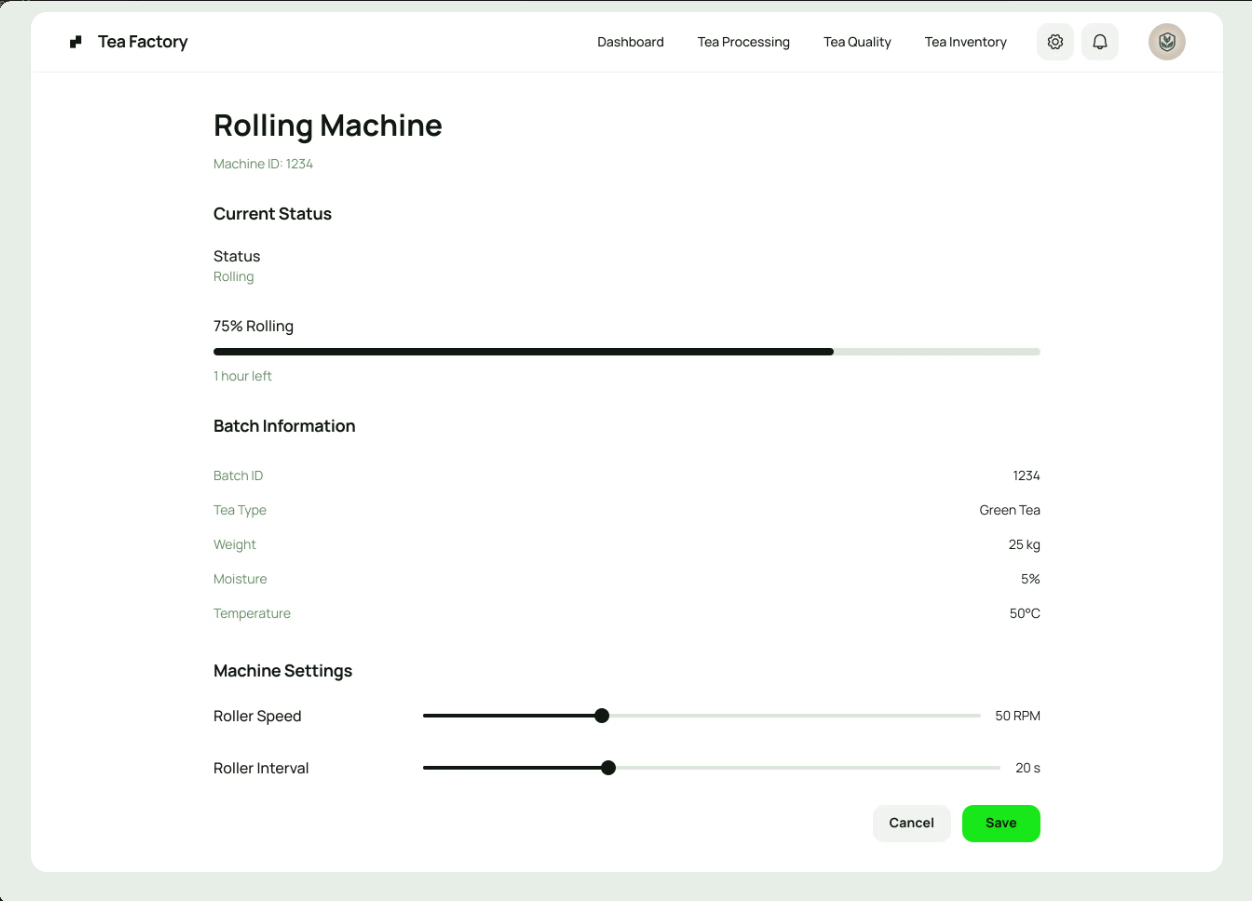 Tea Factory
Dashboard Tea Processing Tea Quality Tea Inventory
Rolling Machine
Machine ID: 1234
Current Status
Status
Rolling
75% Rolling
1 hour left
Batch Information
Batch ID 1234
Tea Type Green Tea
Weight 25 kg
Moisture 5%
Temperature 50°C
Machine Settings
Roller Speed 50 RPM
Roller Interval 20 s
Cancel Save